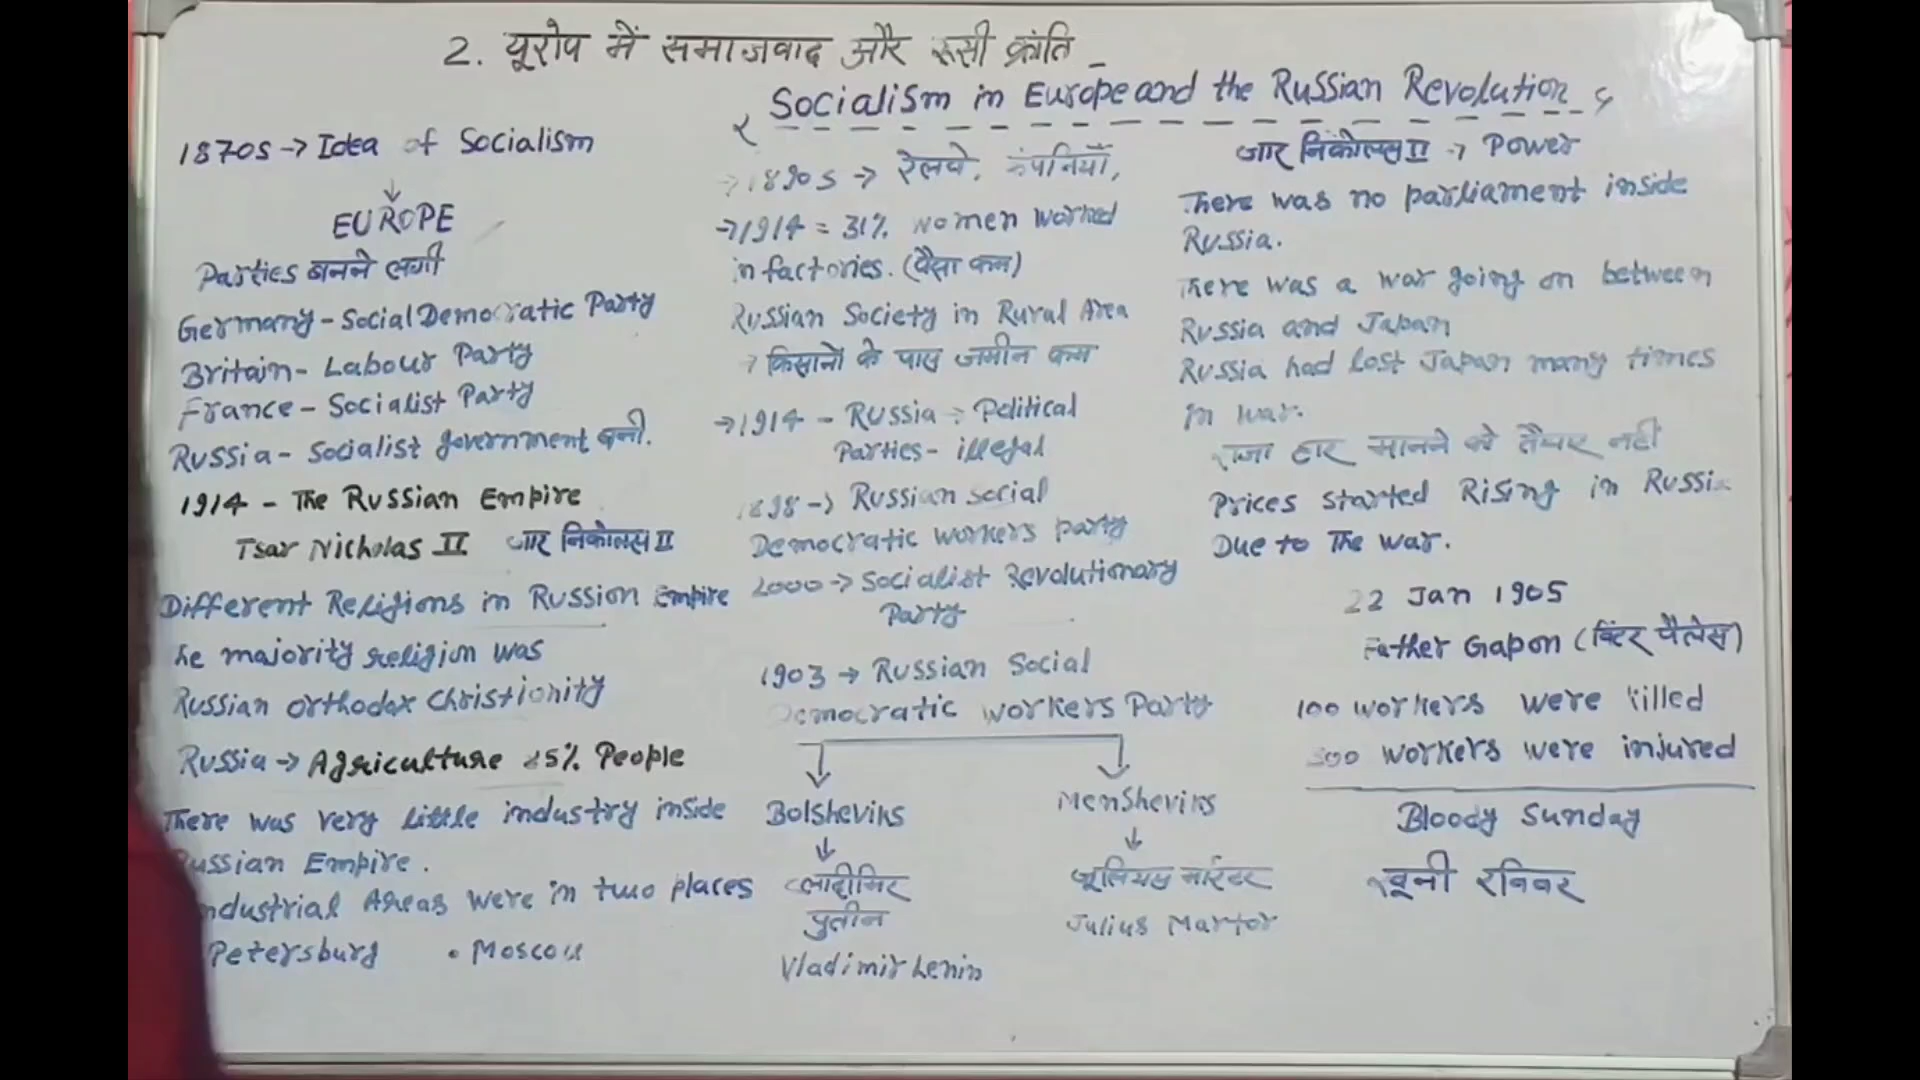 2. यूरोप में समाजवाद और रूसी क्रांति -
Socialism in Europe and the Russian Revolution
1870s → Idea of Socialism
↓
EUROPE
Parties बनने लगी
Germany - Social Democratic Party
Britain - Labour Party
France - Socialist Party
Russia - Socialist government बनी.
1914 - The Russian Empire
Tsar Nicholas II जार निकोलस II
Different Religions in Russion Empire
he majority religion was
Russian orthodox Christionity
Russia → Agriculture 85% People
There was very little industry inside
Russian Empire.
ndustrial Areas were in two places
Petersburg • Moscow
→ 1890s → रेलवे, कंपनियाँ,
→ 1914 = 31% women worked
in factories. (पैसा कम)
Russian Society in Rural Area
→ किसानों के पास जमीन कम
→ 1914 - Russia : Political
Parties - illegal
1898 → Russian social
Democratic workers party
2000 → Socialist Revolutionary
Party
1903 → Russian Social
Democratic workers Party
Bolsheviks
↓
व्लादीमिर
पुतीन
Vladimir Lenin
Mensheviks
↓
जूलियस मार्टर
Julius Martor
जार निकोलस II → Power
There was no parliament inside
Russia.
There was a war going on between
Russia and Japan
Russia had lost Japan many times
in war.
राजा हार मानने को तैयार नहीं
Prices started Rising in Russia
Due to The war.
22 Jan 1905
Father Gapon (विंटर पैलेस)
100 workers were killed
300 workers were injured
Bloody Sunday
खूनी रविवर